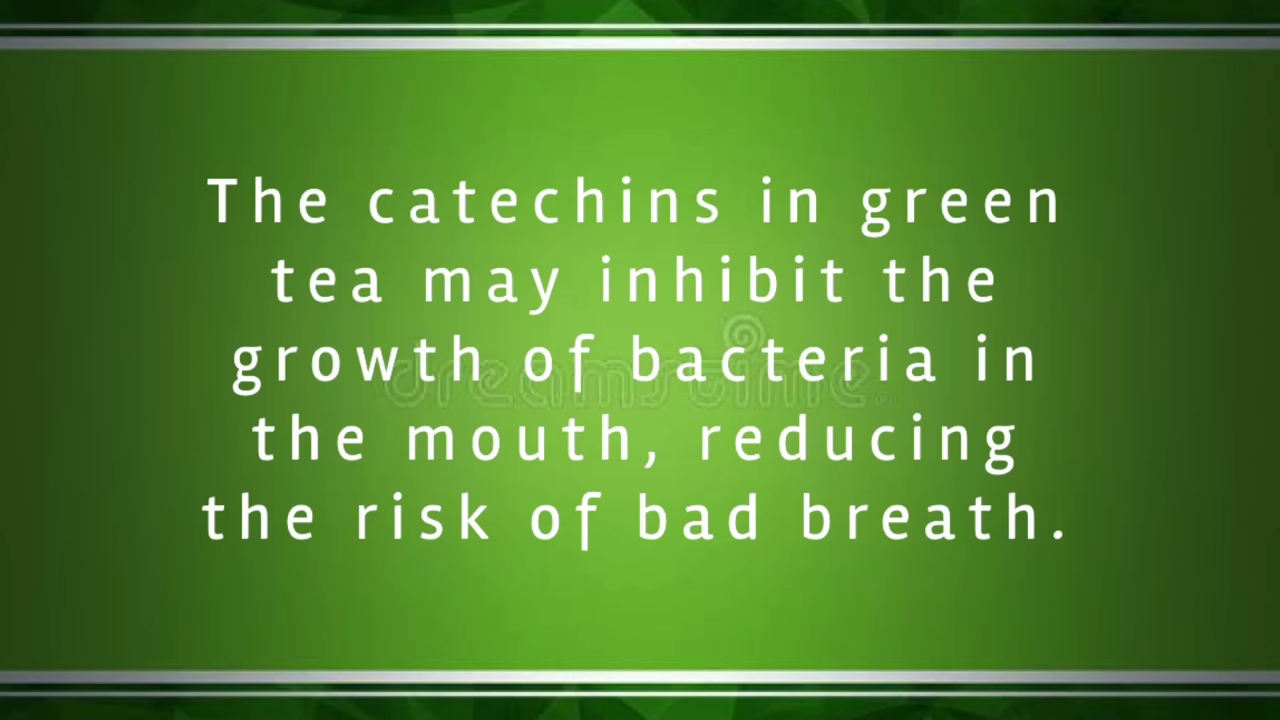 The catechins in green
tea may inhibit the
growth of bacteria in
the mouth, reducing
the risk of bad breath.
dreamstime